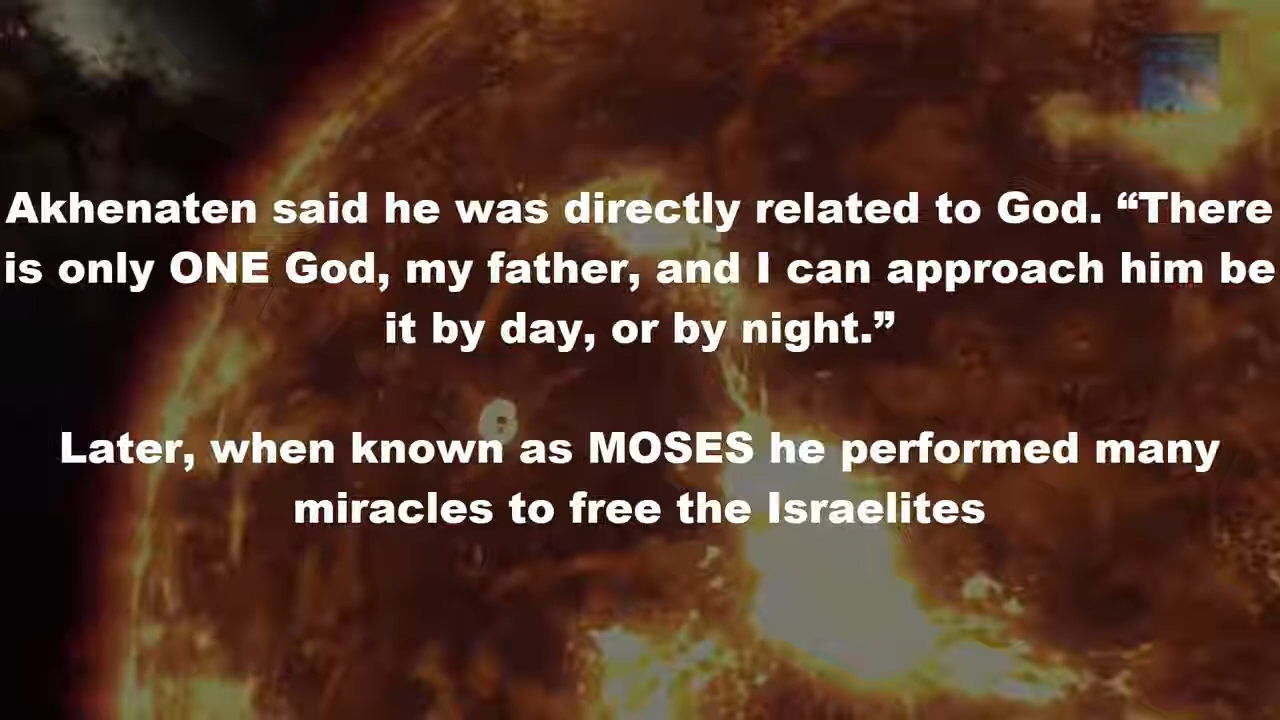 Akhenaten said he was directly related to God. “There
is only ONE God, my father, and I can approach him be
it by day, or by night.”
Later, when known as MOSES he performed many
miracles to free the Israelites